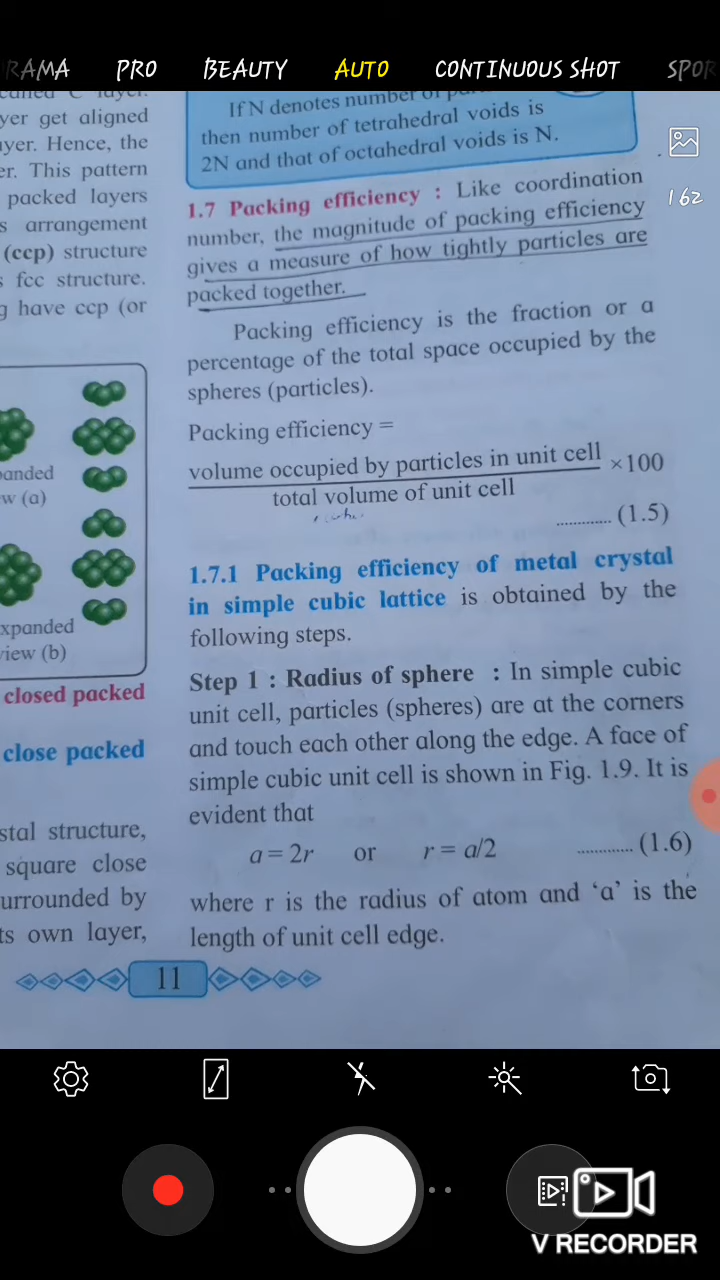 RAMA PRO BEAUTY AUTO CONTINUOUS SHOT SPOR
162
yer get aligned
ayer. Hence, the
er. This pattern
packed layers
s arrangement
(ccp) structure
s fcc structure.
g have ccp (or
panded
w (a)
xpanded
view (b)
closed packed
close packed
stal structure,
square close
urrounded by
ts own layer,
If N denotes number of
then number of tetrahedral voids is
2N and that of octahedral voids is N.
1.7 Packing efficiency : Like coordination
number, the magnitude of packing efficiency
gives a measure of how tightly particles are
packed together.
Packing efficiency is the fraction or a
percentage of the total space occupied by the
spheres (particles).
Packing efficiency =
volume occupied by particles in unit cell
×100
total volume of unit cell
............ (1.5)
1.7.1 Packing efficiency of metal crystal
in simple cubic lattice is obtained by the
following steps.
Step 1 : Radius of sphere : In simple cubic
unit cell, particles (spheres) are at the corners
and touch each other along the edge. A face of
simple cubic unit cell is shown in Fig. 1.9. It is
evident that
a = 2r or r = a/2 ............ (1.6)
where r is the radius of atom and ‘a’ is the
length of unit cell edge.
11
V RECORDER